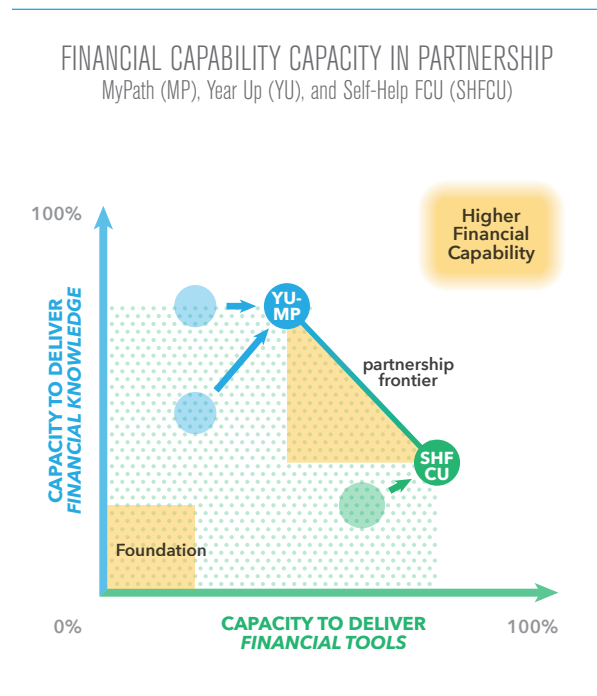 FINANCIAL CAPABILITY CAPACITY IN PARTNERSHIP
MyPath (MP), Year Up (YU), and Self-Help FCU (SHFCU)
100%
Higher
Financial
Capability
CAPACITY TO DELIVER
FINANCIAL KNOWLEDGE
YU-
MP
partnership
frontier
SHF
CU
Foundation
0%
CAPACITY TO DELIVER
FINANCIAL TOOLS
100%